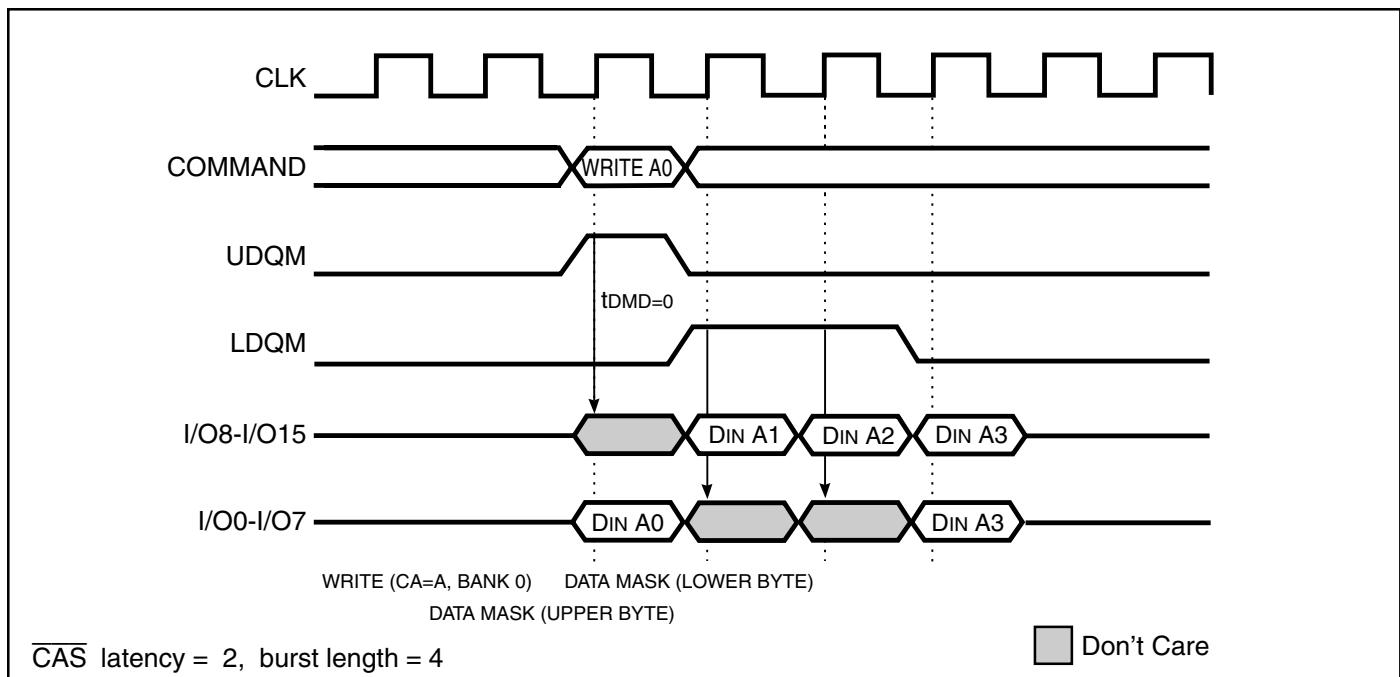 CLK
COMMAND WRITE A0
UDQM
tDMD=0
LDQM
I/O8-I/O15 DIN A1 DIN A2 DIN A3
I/O0-I/O7 DIN A0 DIN A3
WRITE (CA=A, BANK 0) DATA MASK (LOWER BYTE)
DATA MASK (UPPER BYTE)
CAS latency = 2, burst length = 4 Don't Care